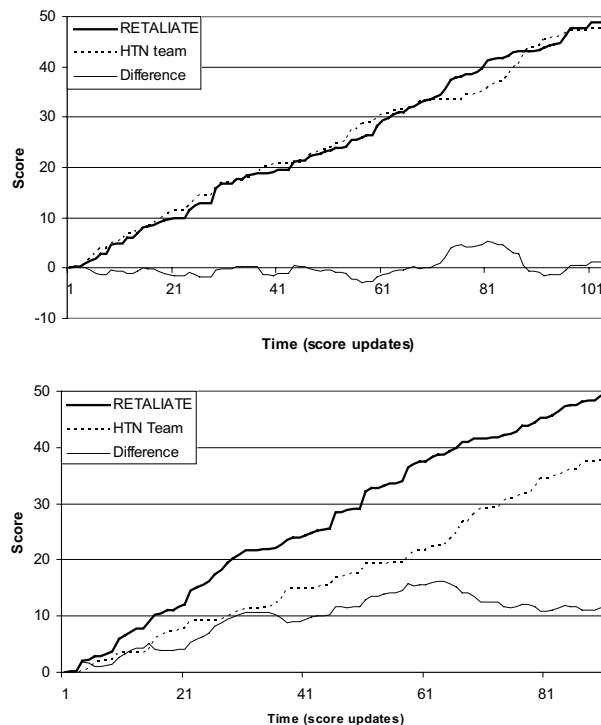 50
40
30
20
10
0
-10
Score
RETALIATE
HTN team
Difference
1 21 41 61 81 101
Time (score updates)
50
40
30
20
10
0
Score
RETALIATE
HTN Team
Difference
1 21 41 61 81
Time (score updates)